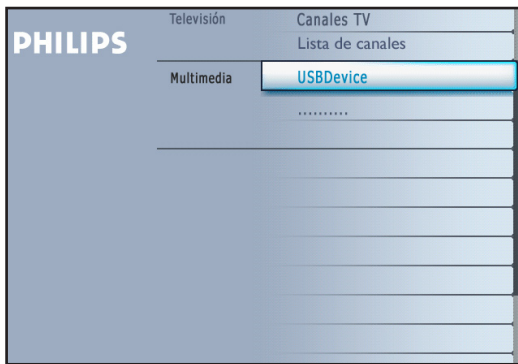 Televisión Canales TV
PHILIPS
Lista de canales
Multimedia USBDevice
..........